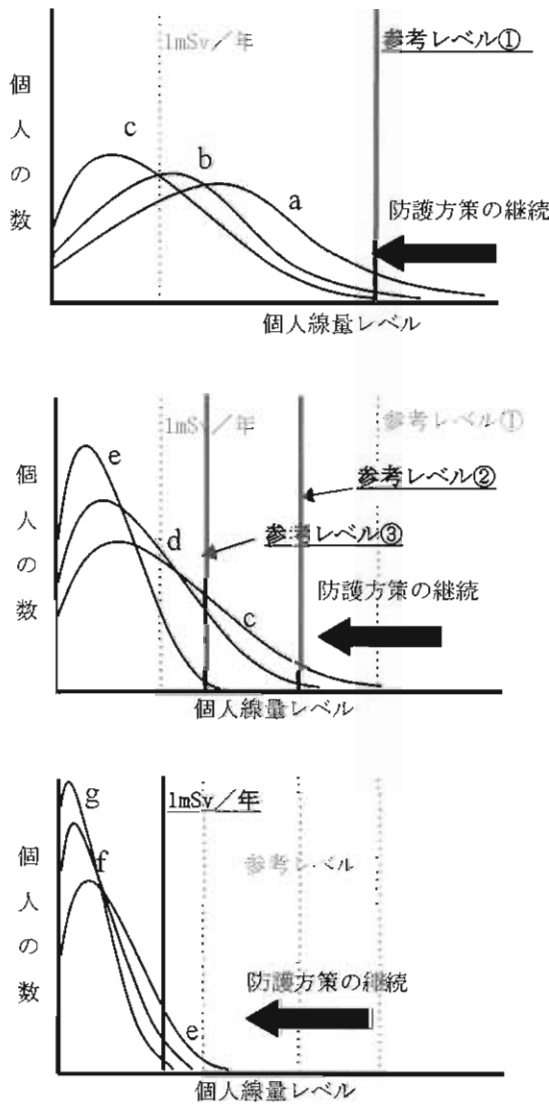 1mSv／年
参考レベル①
個人の数
c
b
a
防護方策の継続
個人線量レベル
1mSv／年
参考レベル①
e
参考レベル②
d
参考レベル③
個人の数
c
防護方策の継続
個人線量レベル
g
1mSv／年
f
参考レベル
個人の数
防護方策の継続
e
個人線量レベル